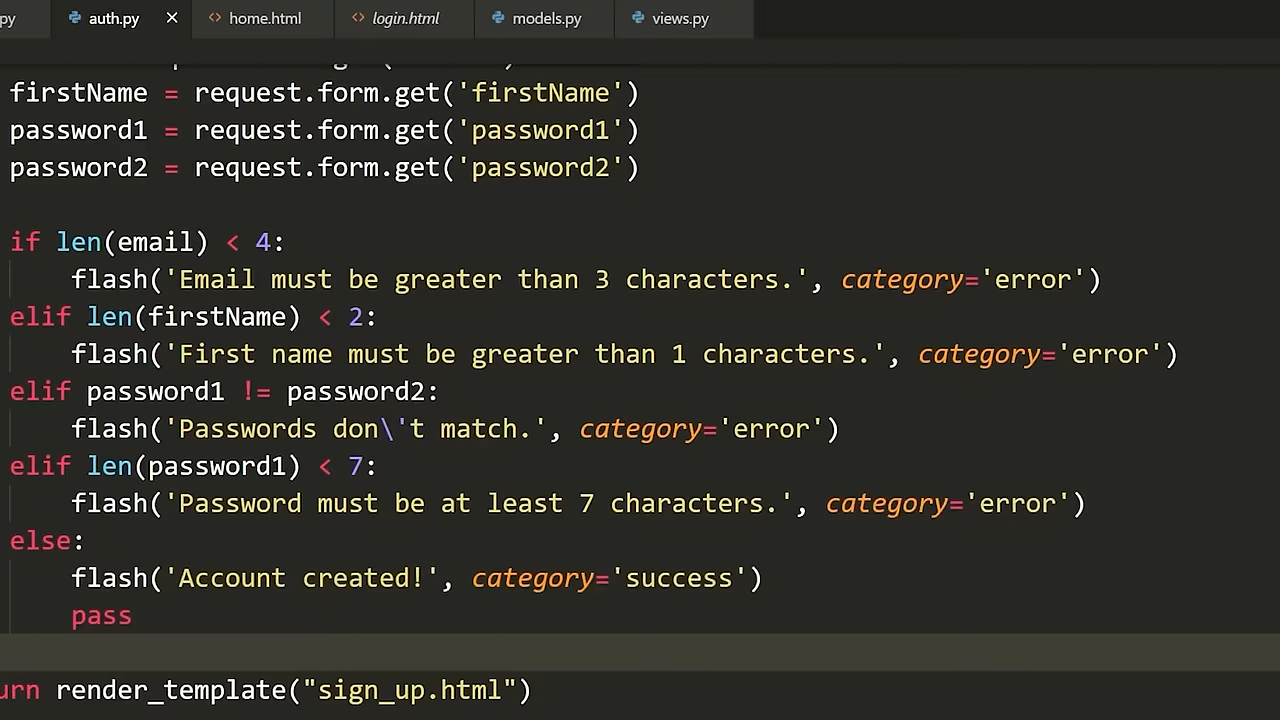 py auth.py home.html login.html models.py views.py
firstName = request.form.get('firstName')
password1 = request.form.get('password1')
password2 = request.form.get('password2')
if len(email) < 4:
    flash('Email must be greater than 3 characters.', category='error')
elif len(firstName) < 2:
    flash('First name must be greater than 1 characters.', category='error')
elif password1 != password2:
    flash('Passwords don\'t match.', category='error')
elif len(password1) < 7:
    flash('Password must be at least 7 characters.', category='error')
else:
    flash('Account created!', category='success')
    pass
urn render_template("sign_up.html")